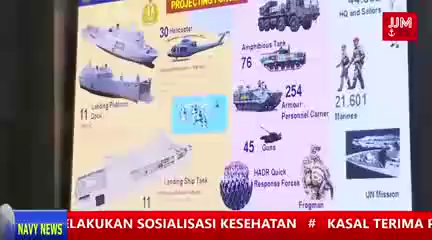 PROJECTING
30 Helicopter
HQ and Sailors
JJM
Amphibious Tank
76
Landing Platform
Dock
11
254
Armour
Personnel Carrier
21.601
Marines
45
Guns
Landing Ship Tank
11
HADR Quick
Response Forces
Frogman
UN Mission
NAVY NEWS
ELAKUKAN SOSIALISASI KESEHATAN # KASAL TERIMA